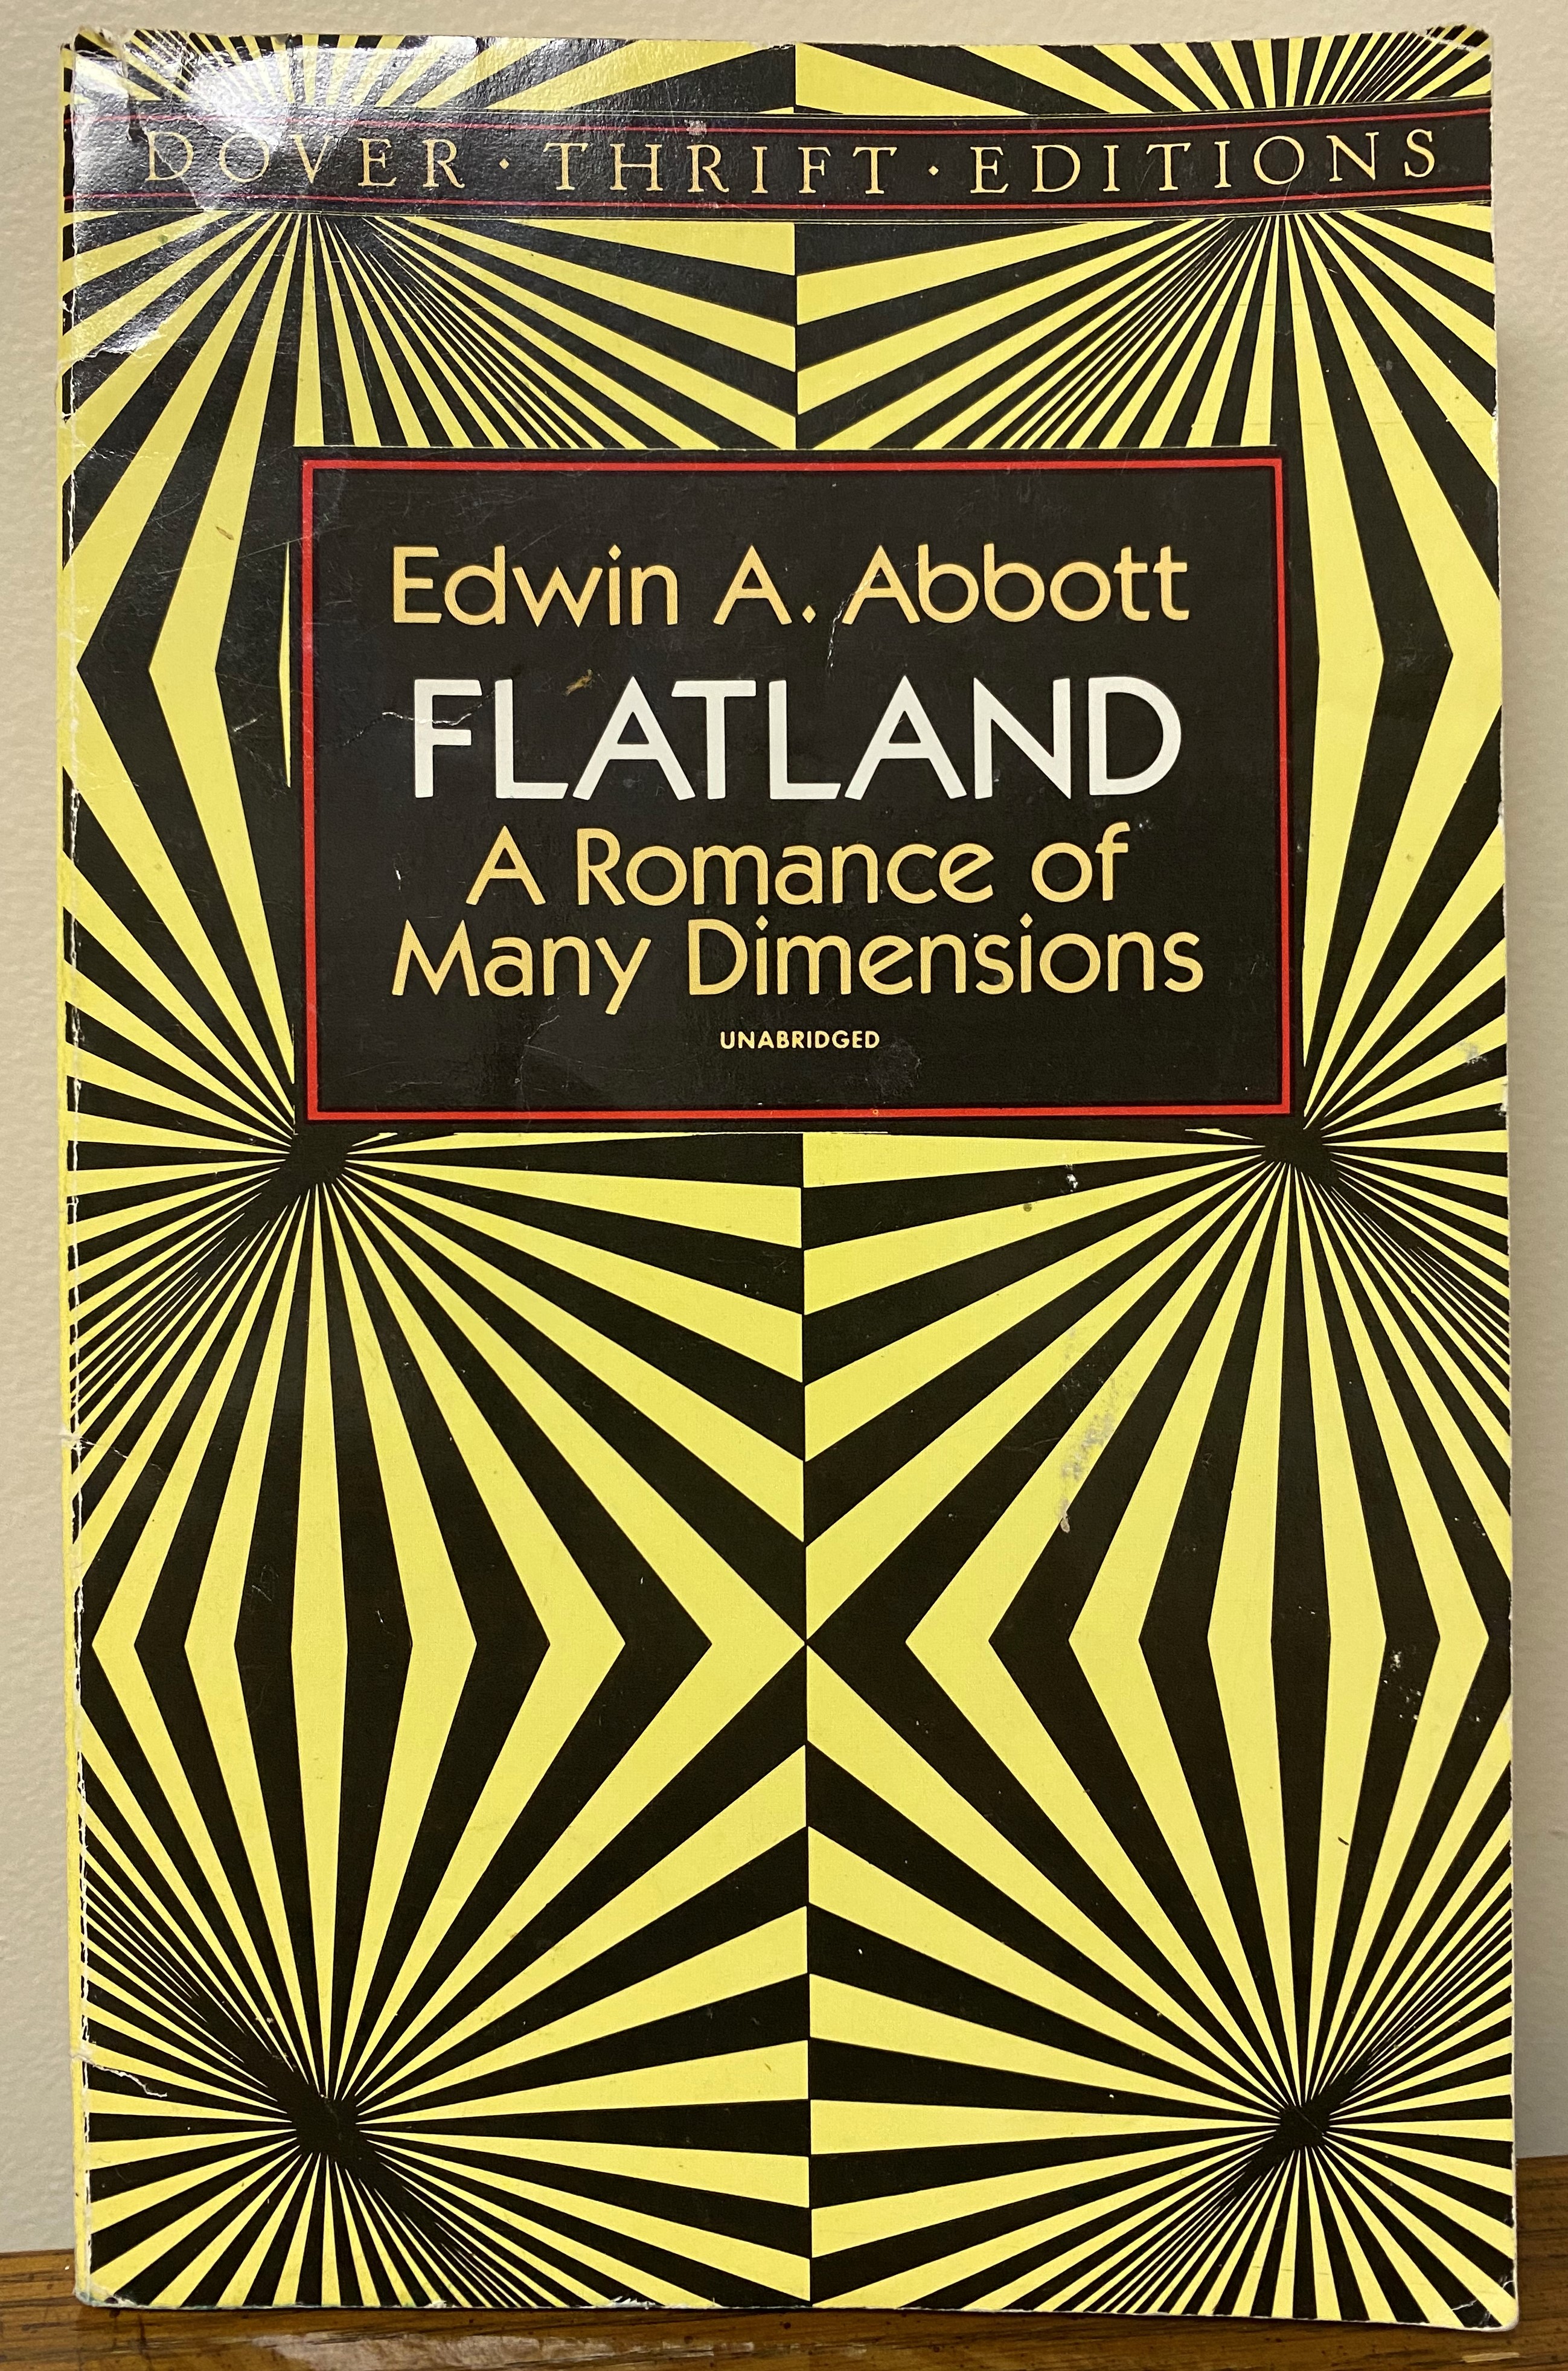 DOVER · THRIFT · EDITIONS
Edwin A. Abbott
FLATLAND
A Romance of
Many Dimensions
UNABRIDGED